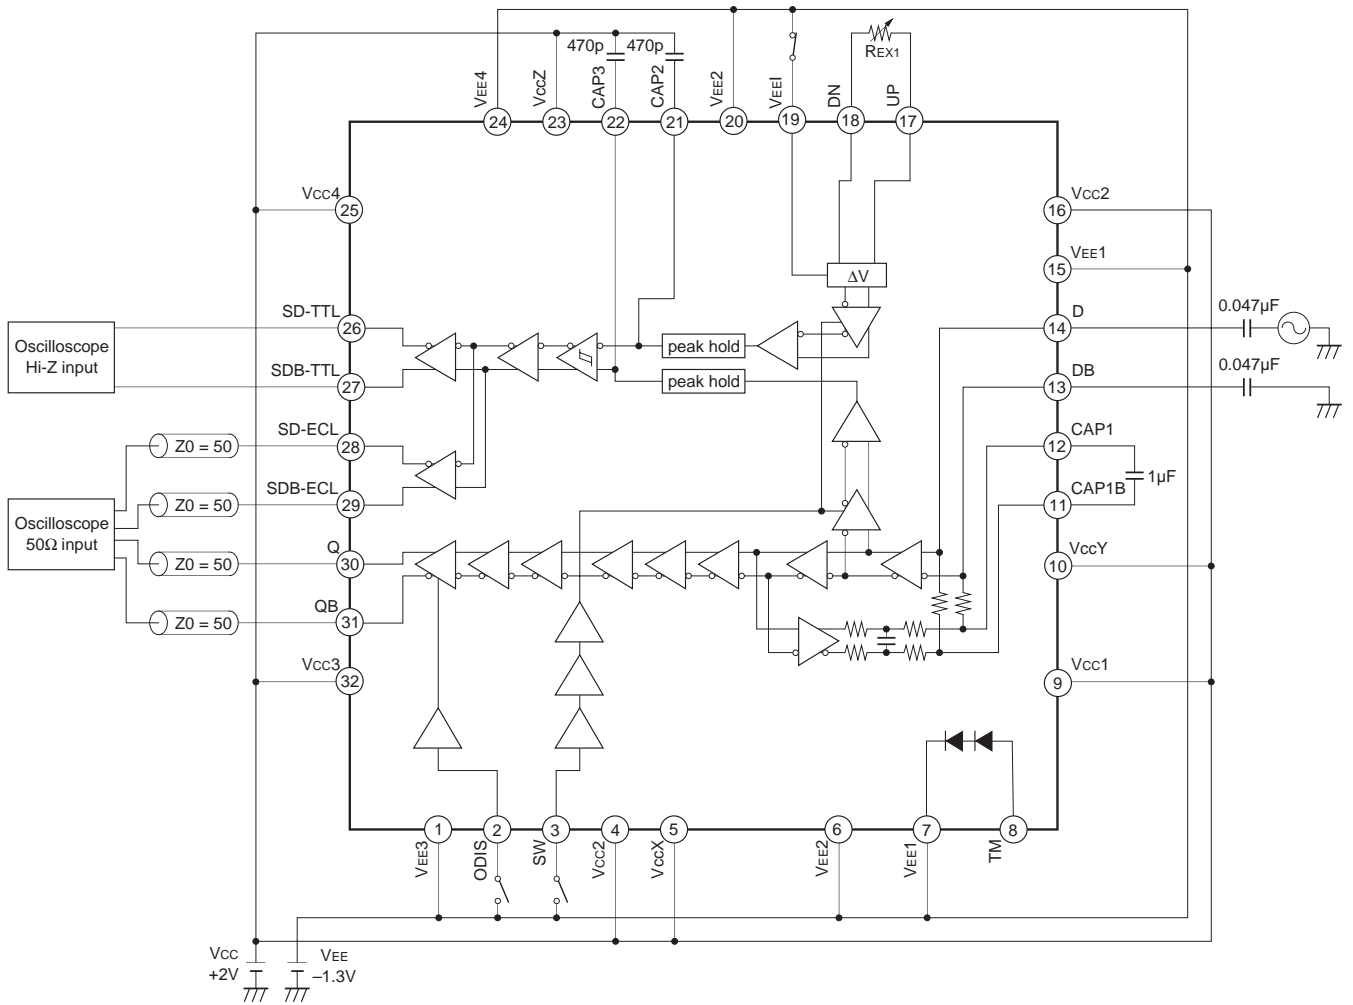 470p 470p
REX1
VEE4
VccZ
CAP3
CAP2
VEE2
VEEI
DN
UP
24 23 22 21 20 19 18 17
VCC4
25
VCC2
16
VEE1
15
ΔV
SD-TTL
26
D
14
0.047µF
Oscilloscope
Hi-Z input
peak hold
peak hold
SDB-TTL
27
DB
13
0.047µF
SD-ECL
28
Z0 = 50
CAP1
12
1µF
SDB-ECL
29
Z0 = 50
CAP1B
11
Oscilloscope
50Ω input
Q
30
Z0 = 50
VccY
10
QB
31
Z0 = 50
VCC3
32
VCC1
9
1 2 3 4 5 6 7 8
VEE3
ODIS
SW
VCC2
VccX
VEE2
VEE1
TM
VCC
+2V
VEE
–1.3V